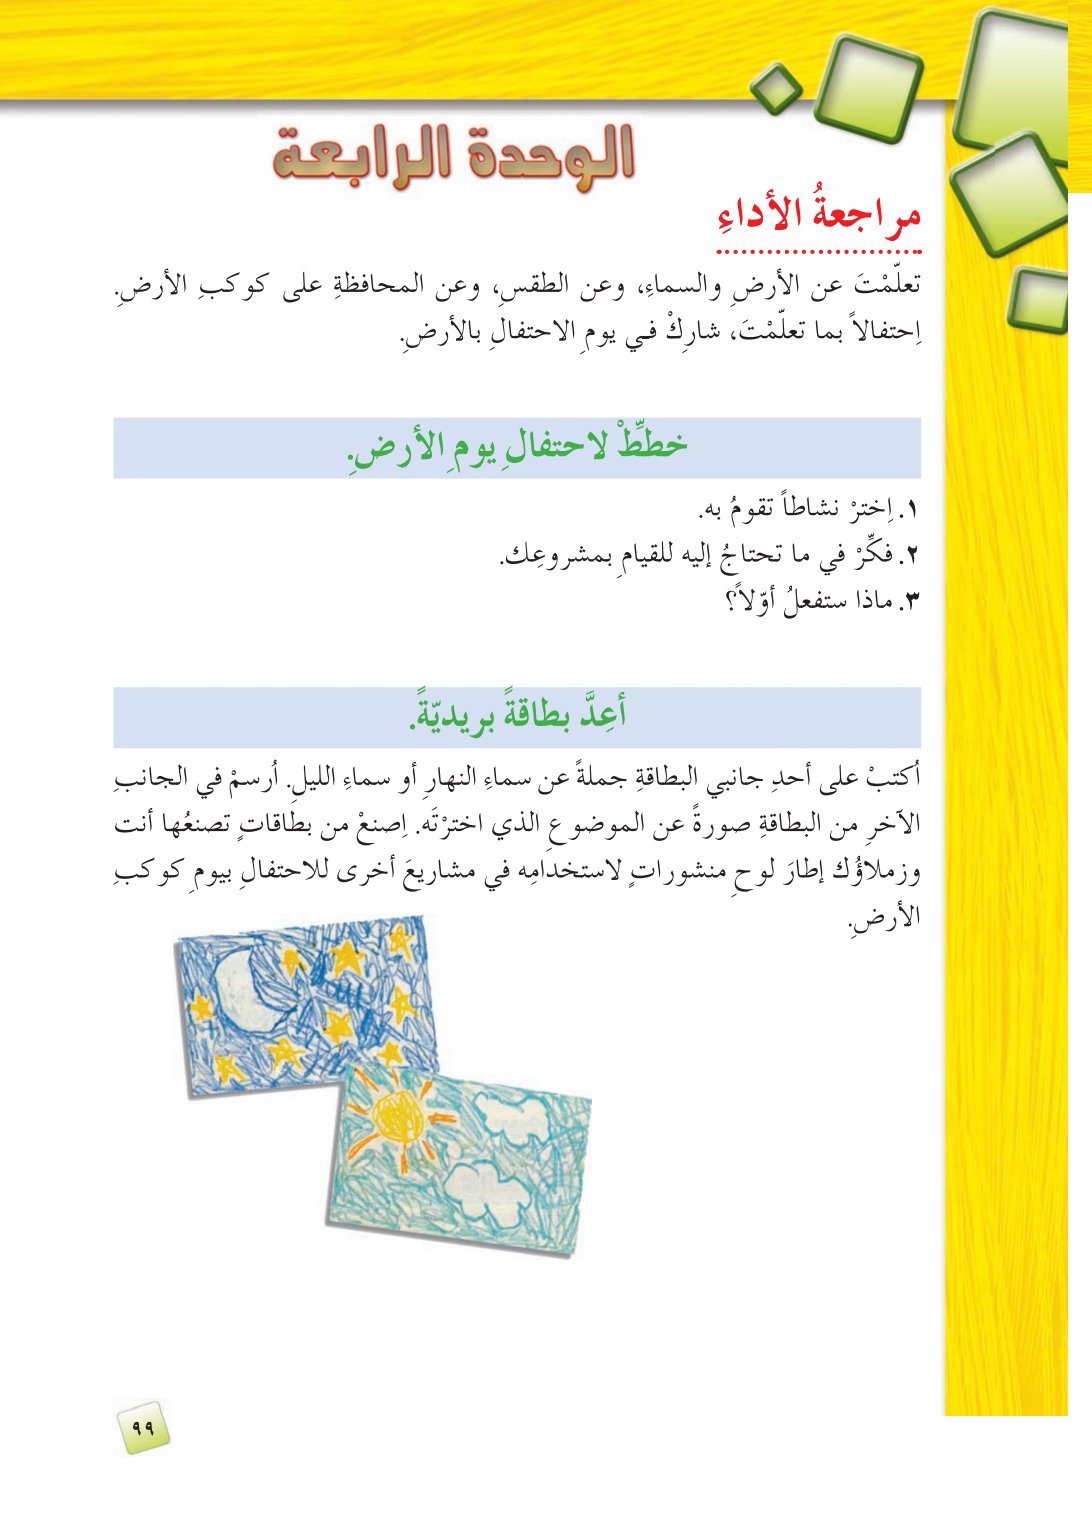 الوحدة الرابعة
مراجعةُ الأداءِ
تعلّمْتَ عن الأرضِ والسماءِ، وعن الطقسِ، وعن المحافظةِ على كوكبِ الأرضِ.
اِحتفالاً بما تعلّمْتَ، شارِكْ في يومِ الاحتفالِ بالأرضِ.
خططِّطْ لاحتفالِ يومِ الأرضِ.
١. اِخترْ نشاطاً تقومُ به.
٢. فكِّرْ في ما تحتاجُ إليه للقيامِ بمشروعِك.
٣. ماذا ستفعلُ أوّلاً؟
أعِدَّ بطاقةً بريديّةً.
اُكتبْ على أحدِ جانبي البطاقةِ جملةً عن سماءِ النهارِ أو سماءِ الليلِ. اُرسمْ في الجانبِ
الآخرِ من البطاقةِ صورةً عن الموضوعِ الذي اخترْتَه. اِصنعْ من بطاقاتٍ تصنعُها أنت
وزملاؤُك إطارَ لوحِ منشوراتٍ لاستخدامِه في مشاريعَ أخرى للاحتفالِ بيومِ كوكبِ
الأرضِ.
٩٩